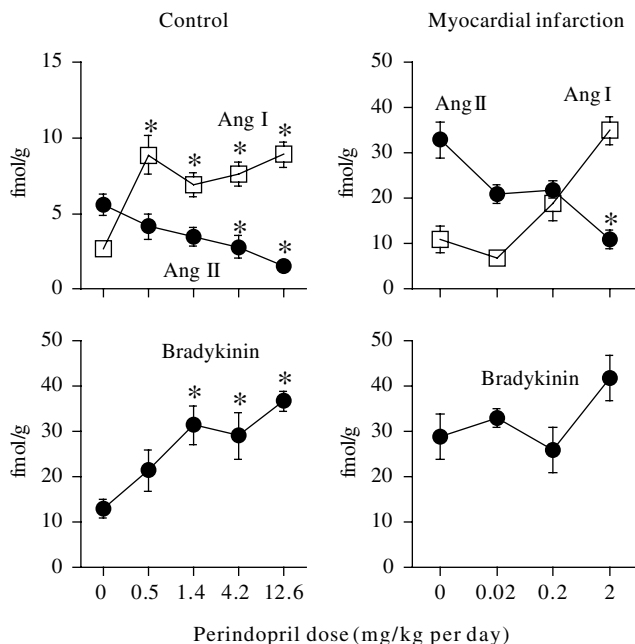 Control
Myocardial infarction
15
10
5
0
fmol/g
Ang I
Ang II
*
*
*
*
*
*
50
40
30
20
10
0
fmol/g
Ang II
Ang I
*
50
40
30
20
10
0
fmol/g
Bradykinin
*
*
*
0 0.5 1.4 4.2 12.6
50
40
30
20
10
0
fmol/g
Bradykinin
0 0.02 0.2 2
Perindopril dose (mg/kg per day)